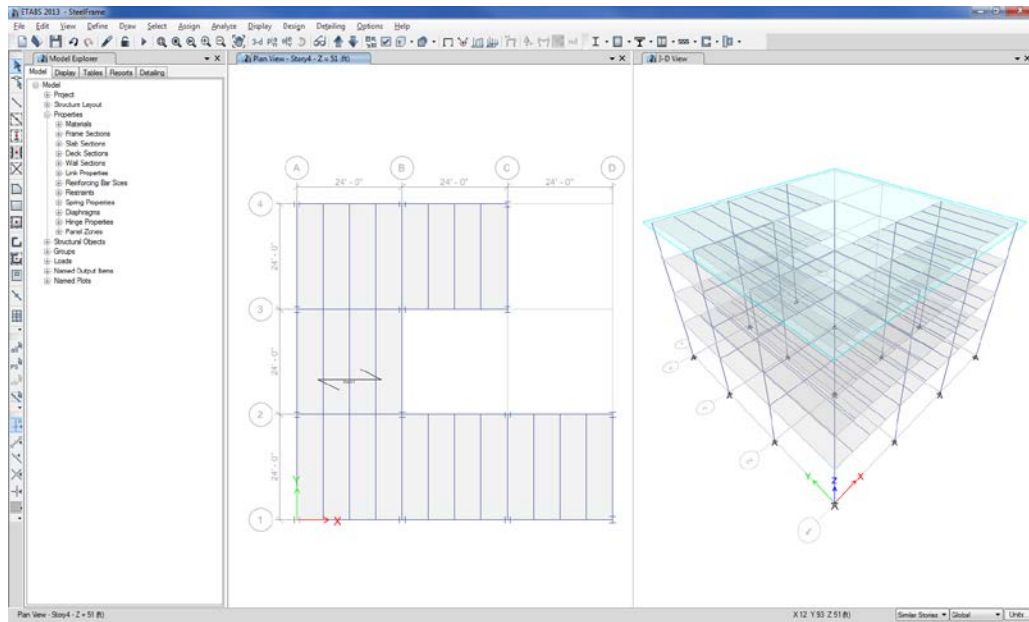 ETABS 2013 - SteelFrame
File Edit View Define Draw Select Assign Analyze Display Design Detailing Options Help
Model Explorer
Model Display Tables Reports Detailing
Model
Project
Structure Layout
Properties
Materials
Frame Sections
Slab Sections
Deck Sections
Wall Sections
Link Properties
Reinforcing Bar Sizes
Restraints
Spring Properties
Diaphragms
Hinge Properties
Panel Zones
Structural Objects
Groups
Loads
Named Output Items
Named Plots
Plan View - Story4 - Z = 51 (ft)
A B C D
24' - 0" 24' - 0" 24' - 0"
4
24' - 0"
3
24' - 0"
2
24' - 0"
1
Y
X
3-D View
Y Z X
Plan View - Story4 - Z = 51 (ft)
X 12 Y 93 Z 51 (ft)
Similar Stories Global Units